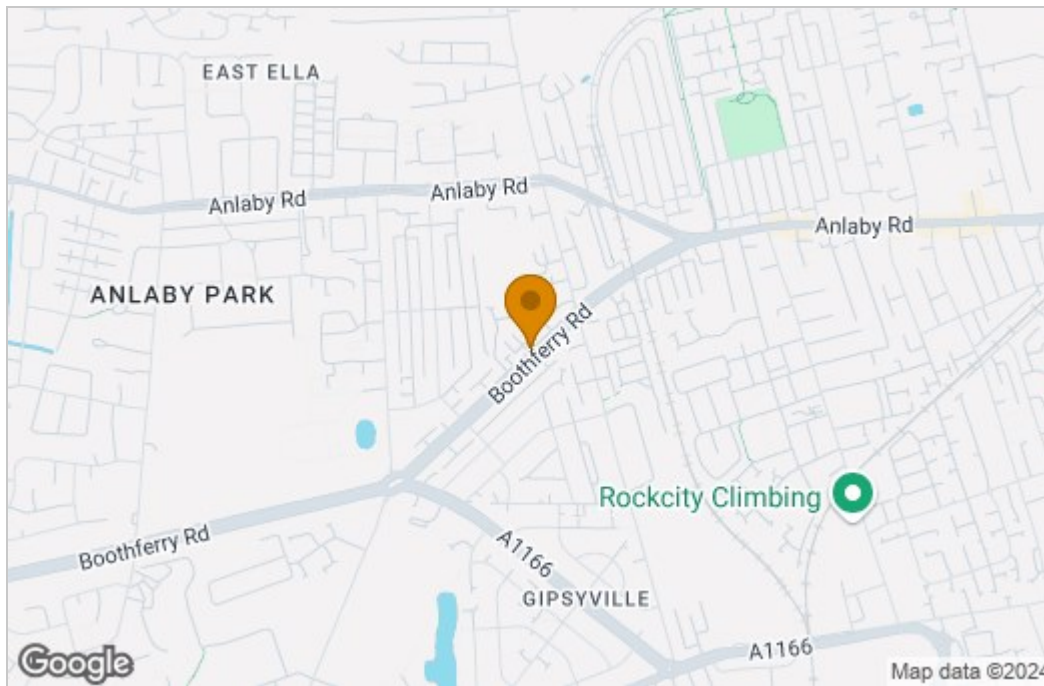 EAST ELLA
Anlaby Rd
Anlaby Rd
Anlaby Rd
ANLABY PARK
Boothferry Rd
Rockcity Climbing
Boothferry Rd
A1166
GIPSYVILLE
A1166
Google
Map data ©2024